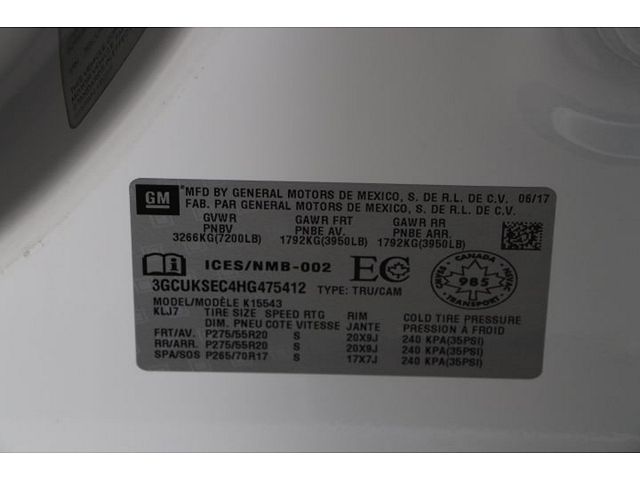 GM
"MFD BY GENERAL MOTORS DE MEXICO, S. DE R.L. DE C.V. 06/17
FAB. PAR GENERAL MOTORS DE MEXICO, S. DE R.L. DE C.V.
GVWR GAWR FRT GAWR RR
PNBV PNBE AV. PNBE ARR.
3266KG(7200LB) 1792KG(3950LB) 1792KG(3950LB)
ICES/NMB-002 EC
CANADA
985
TRANSPORT
3GCUKSEC4HG475412 TYPE: TRU/CAM
MODEL/MODÈLE K15543
KLJ7 TIRE SIZE SPEED RTG RIM COLD TIRE PRESSURE
DIM. PNEU COTE VITESSE JANTE PRESSION A FROID
FRT/AV. P275/55R20 S 20X9J 240 KPA(35PSI)
RR/ARR. P275/55R20 S 20X9J 240 KPA(35PSI)
SPA/SOS P265/70R17 S 17X7J 240 KPA(35PSI)